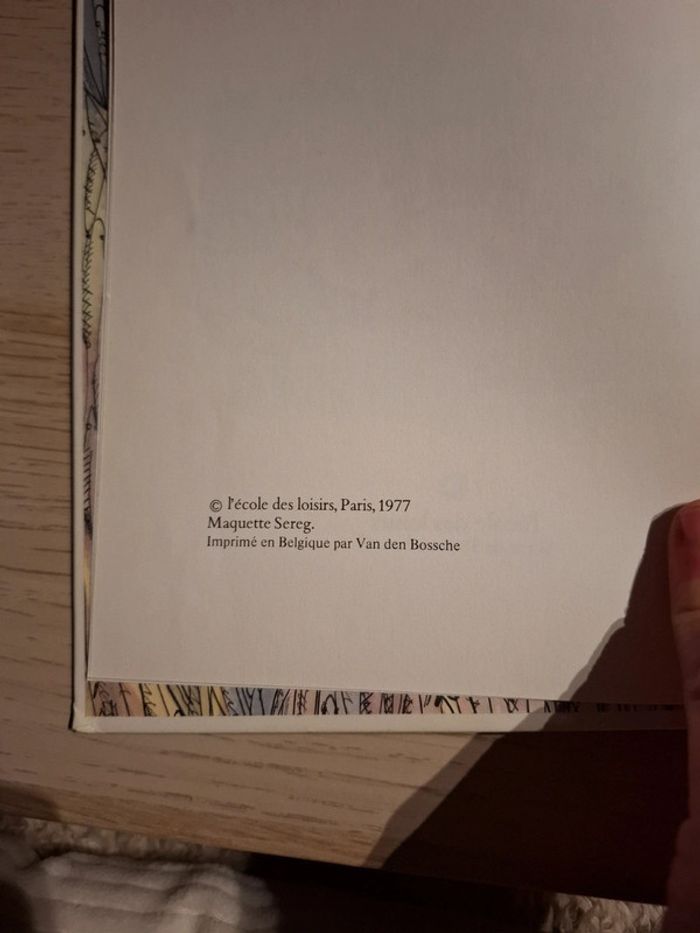 © l'école des loisirs, Paris, 1977
Maquette Sereg.
Imprimé en Belgique par Van den Bossche